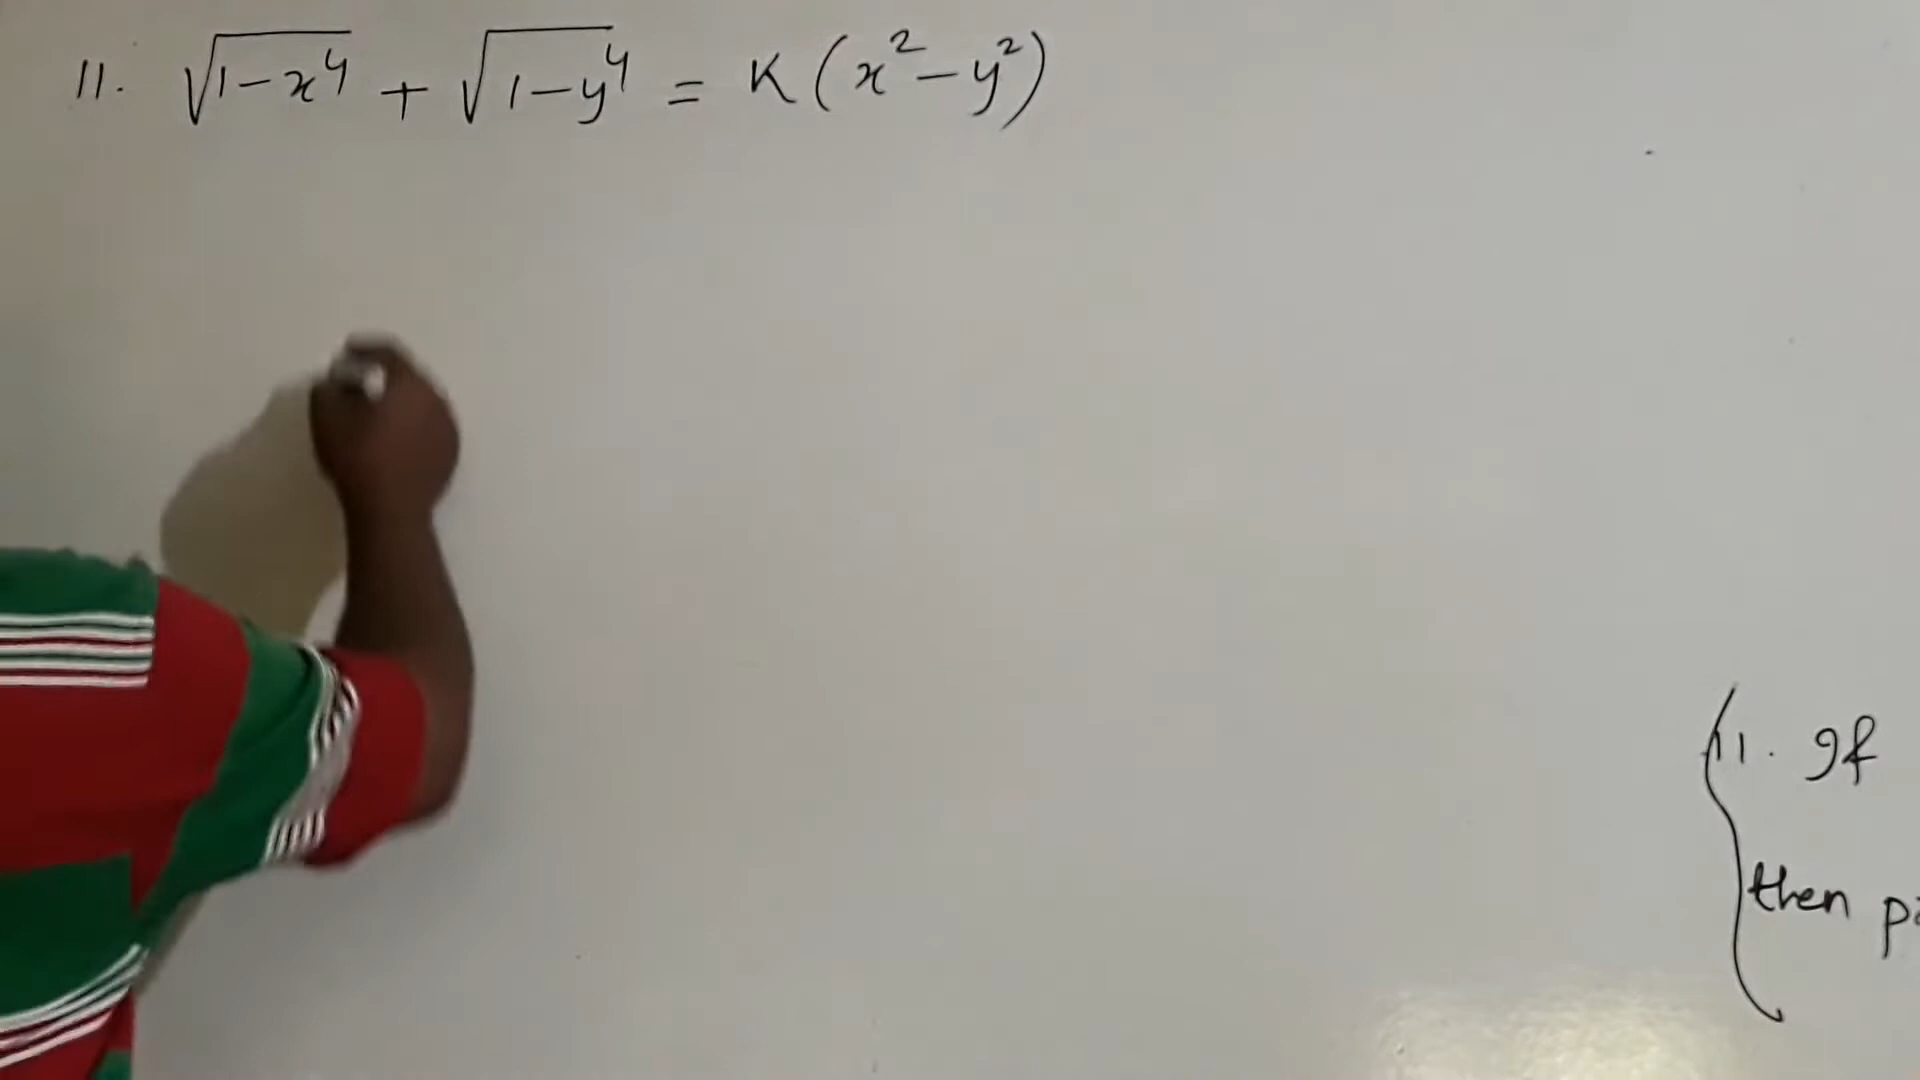 11. √1-x⁴ + √1-y⁴ = K(x²-y²)
11. If
then